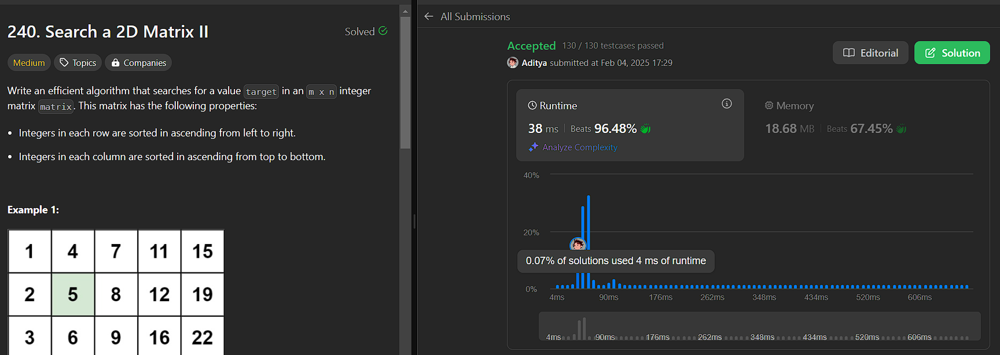 240. Search a 2D Matrix II
Solved
Medium Topics Companies
Write an efficient algorithm that searches for a value target in an m x n integer
matrix matrix. This matrix has the following properties:
• Integers in each row are sorted in ascending from left to right.
• Integers in each column are sorted in ascending from top to bottom.
Example 1:
1 4 7 11 15
2 5 8 12 19
3 6 9 16 22
← All Submissions
Accepted 130 / 130 testcases passed
Aditya submitted at Feb 04, 2025 17:29
Editorial
Solution
Runtime
38 ms | Beats 96.48%
Analyze Complexity
Memory
18.68 MB | Beats 67.45%
40%
20%
0.07% of solutions used 4 ms of runtime
0%
4ms 90ms 176ms 262ms 348ms 434ms 520ms 606ms
4ms 90ms 176ms 262ms 348ms 434ms 520ms 606ms